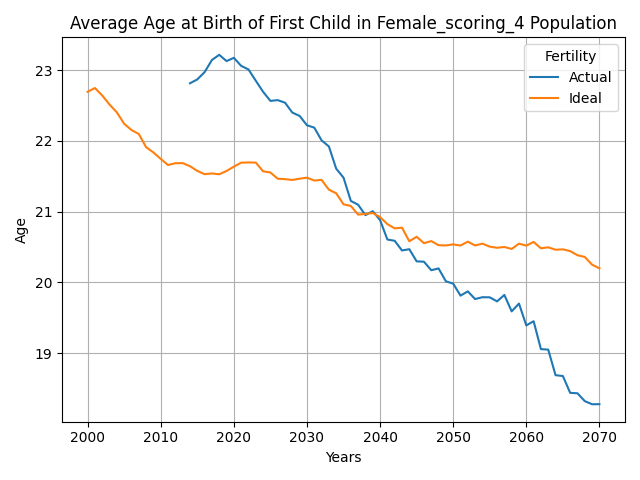 Average Age at Birth of First Child in Female_scoring_4 Population
Fertility
Actual
Ideal
Age
23
22
21
20
19
2000 2010 2020 2030 2040 2050 2060 2070
Years